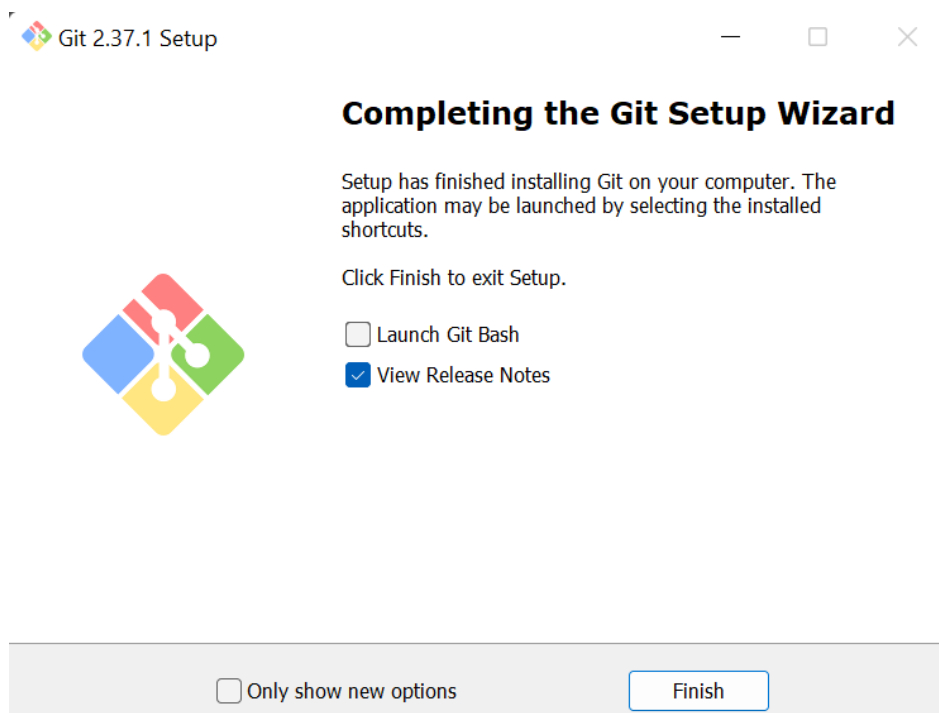 Git 2.37.1 Setup
Completing the Git Setup Wizard
Setup has finished installing Git on your computer. The
application may be launched by selecting the installed
shortcuts.
Click Finish to exit Setup.
Launch Git Bash
View Release Notes
Only show new options
Finish